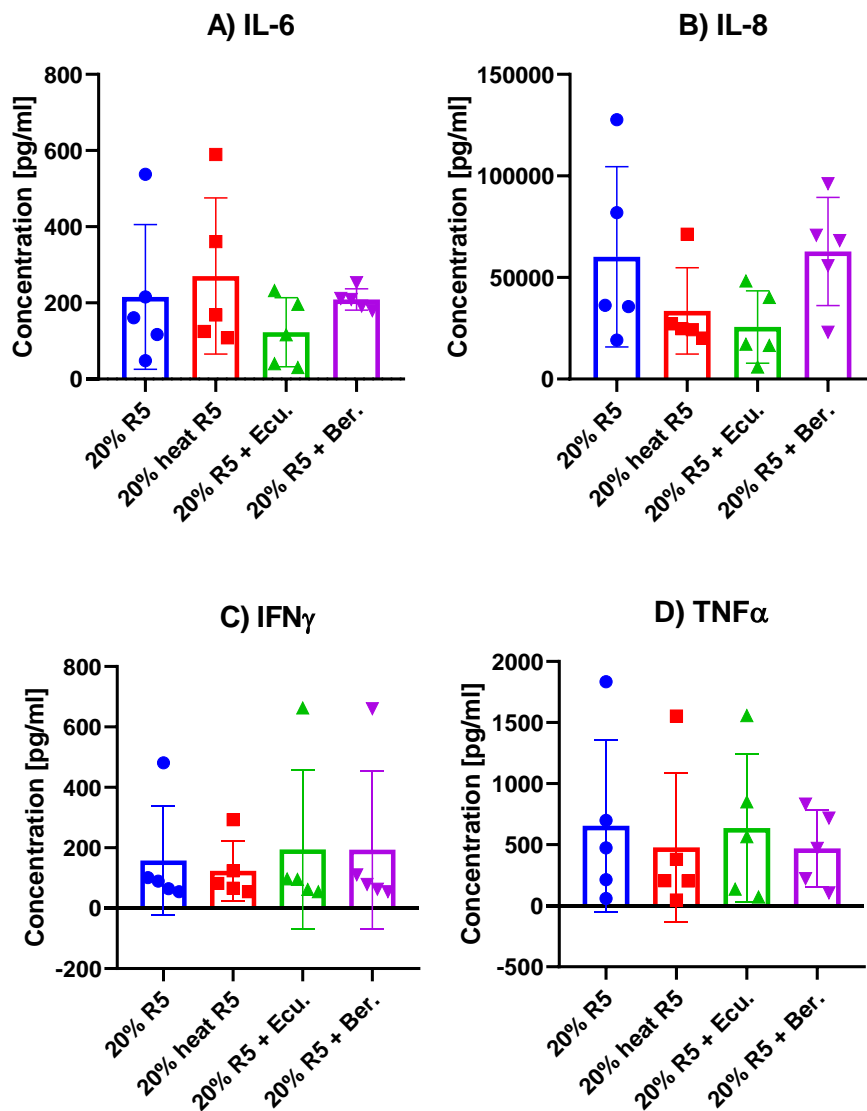 A) IL-6
Concentration [pg/ml]
800
600
400
200
0
20% R5
20% heat R5
20% R5 + Ecu.
20% R5 + Ber.
B) IL-8
Concentration [pg/ml]
150000
100000
50000
0
20% R5
20% heat R5
20% R5 + Ecu.
20% R5 + Ber.
C) IFNγ
Concentration [pg/ml]
800
600
400
200
0
-200
20% R5
20% heat R5
20% R5 + Ecu.
20% R5 + Ber.
D) TNFα
Concentration [pg/ml]
2000
1500
1000
500
0
-500
20% R5
20% heat R5
20% R5 + Ecu.
20% R5 + Ber.